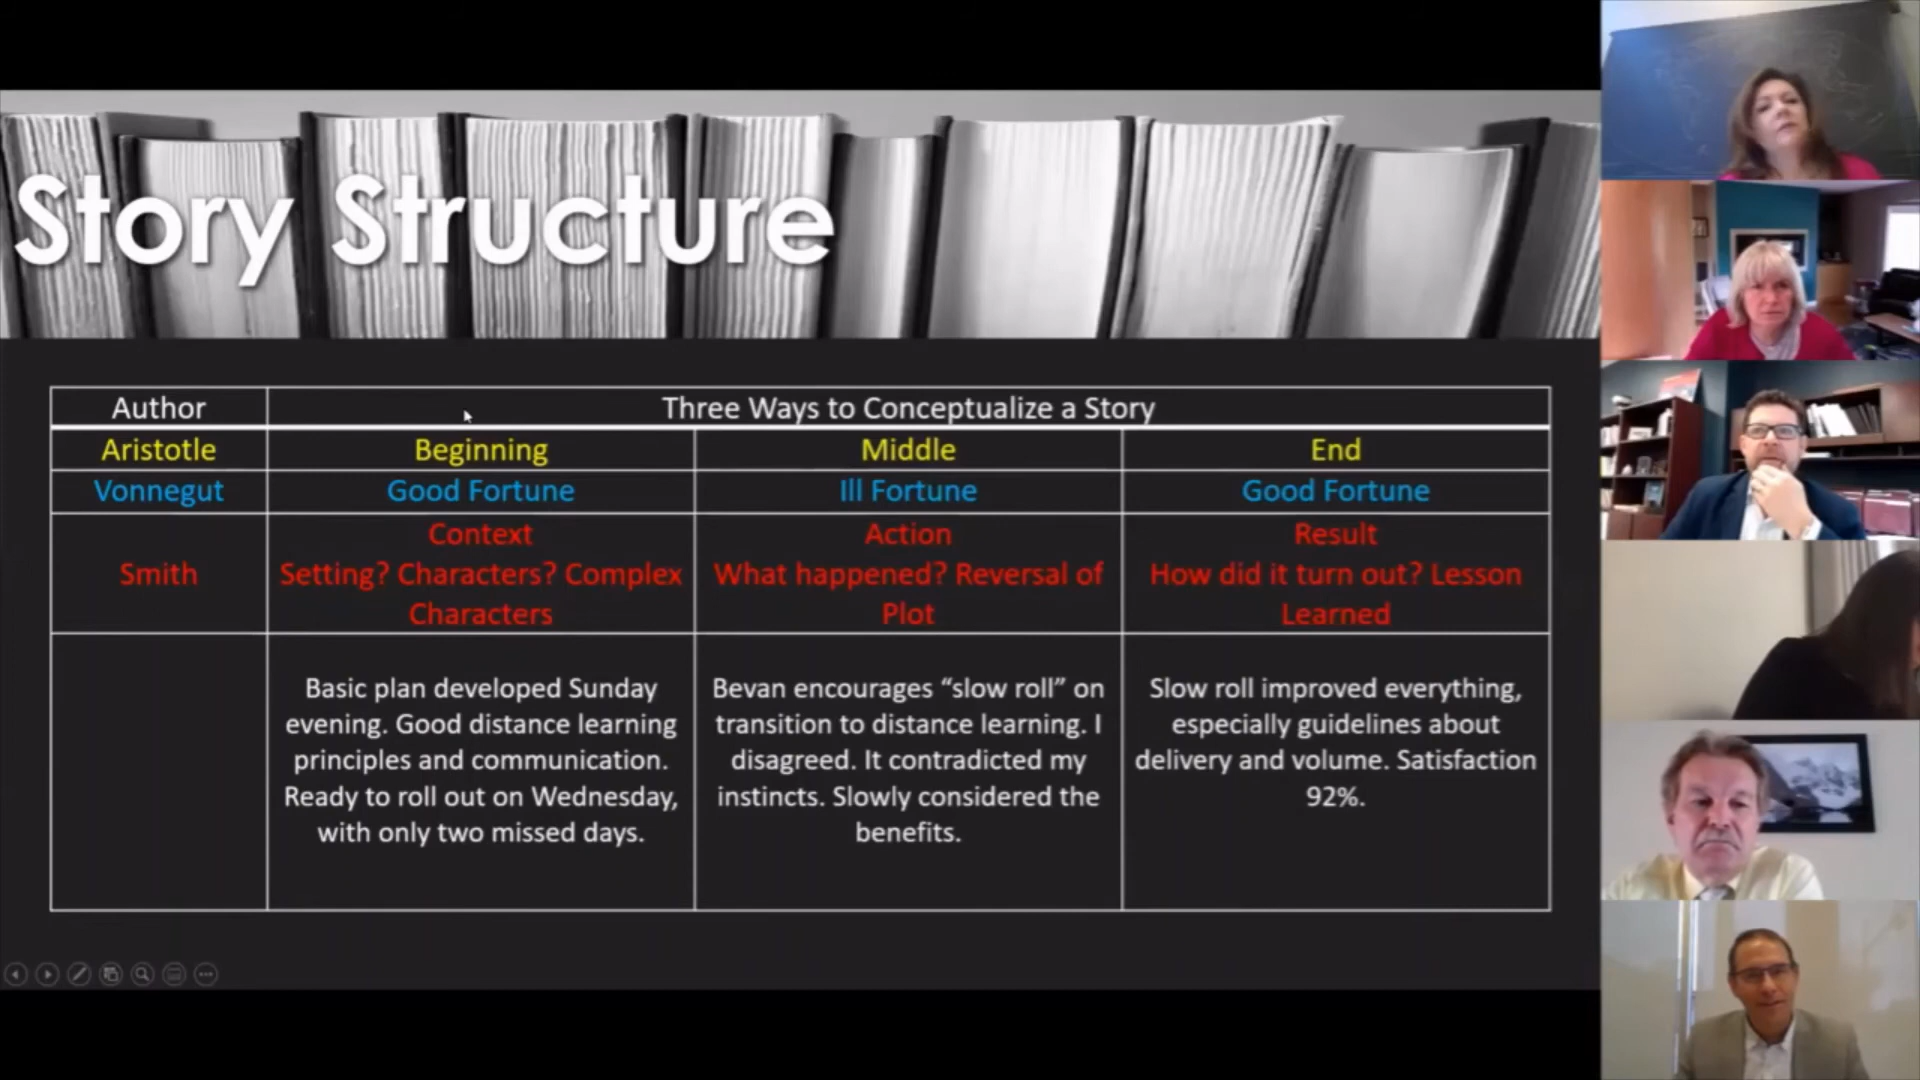 Story Structure
Author
Three Ways to Conceptualize a Story
Aristotle
Beginning
Middle
End
Vonnegut
Good Fortune
Ill Fortune
Good Fortune
Smith
Context
Setting? Characters? Complex
Characters
Action
What happened? Reversal of
Plot
Result
How did it turn out? Lesson
Learned
Basic plan developed Sunday
evening. Good distance learning
principles and communication.
Ready to roll out on Wednesday,
with only two missed days.
Bevan encourages “slow roll” on
transition to distance learning. I
disagreed. It contradicted my
instincts. Slowly considered the
benefits.
Slow roll improved everything,
especially guidelines about
delivery and volume. Satisfaction
92%.